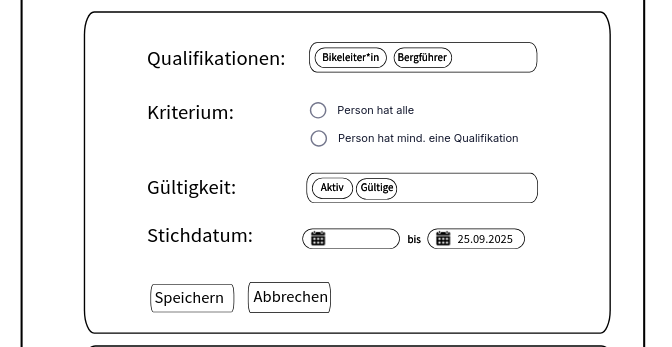 Qualifikationen: Bikeleiter*in Bergführer
Kriterium: Person hat alle
Person hat mind. eine Qualifikation
Gültigkeit: Aktiv Gültige
Stichdatum: bis 25.09.2025
Speichern Abbrechen